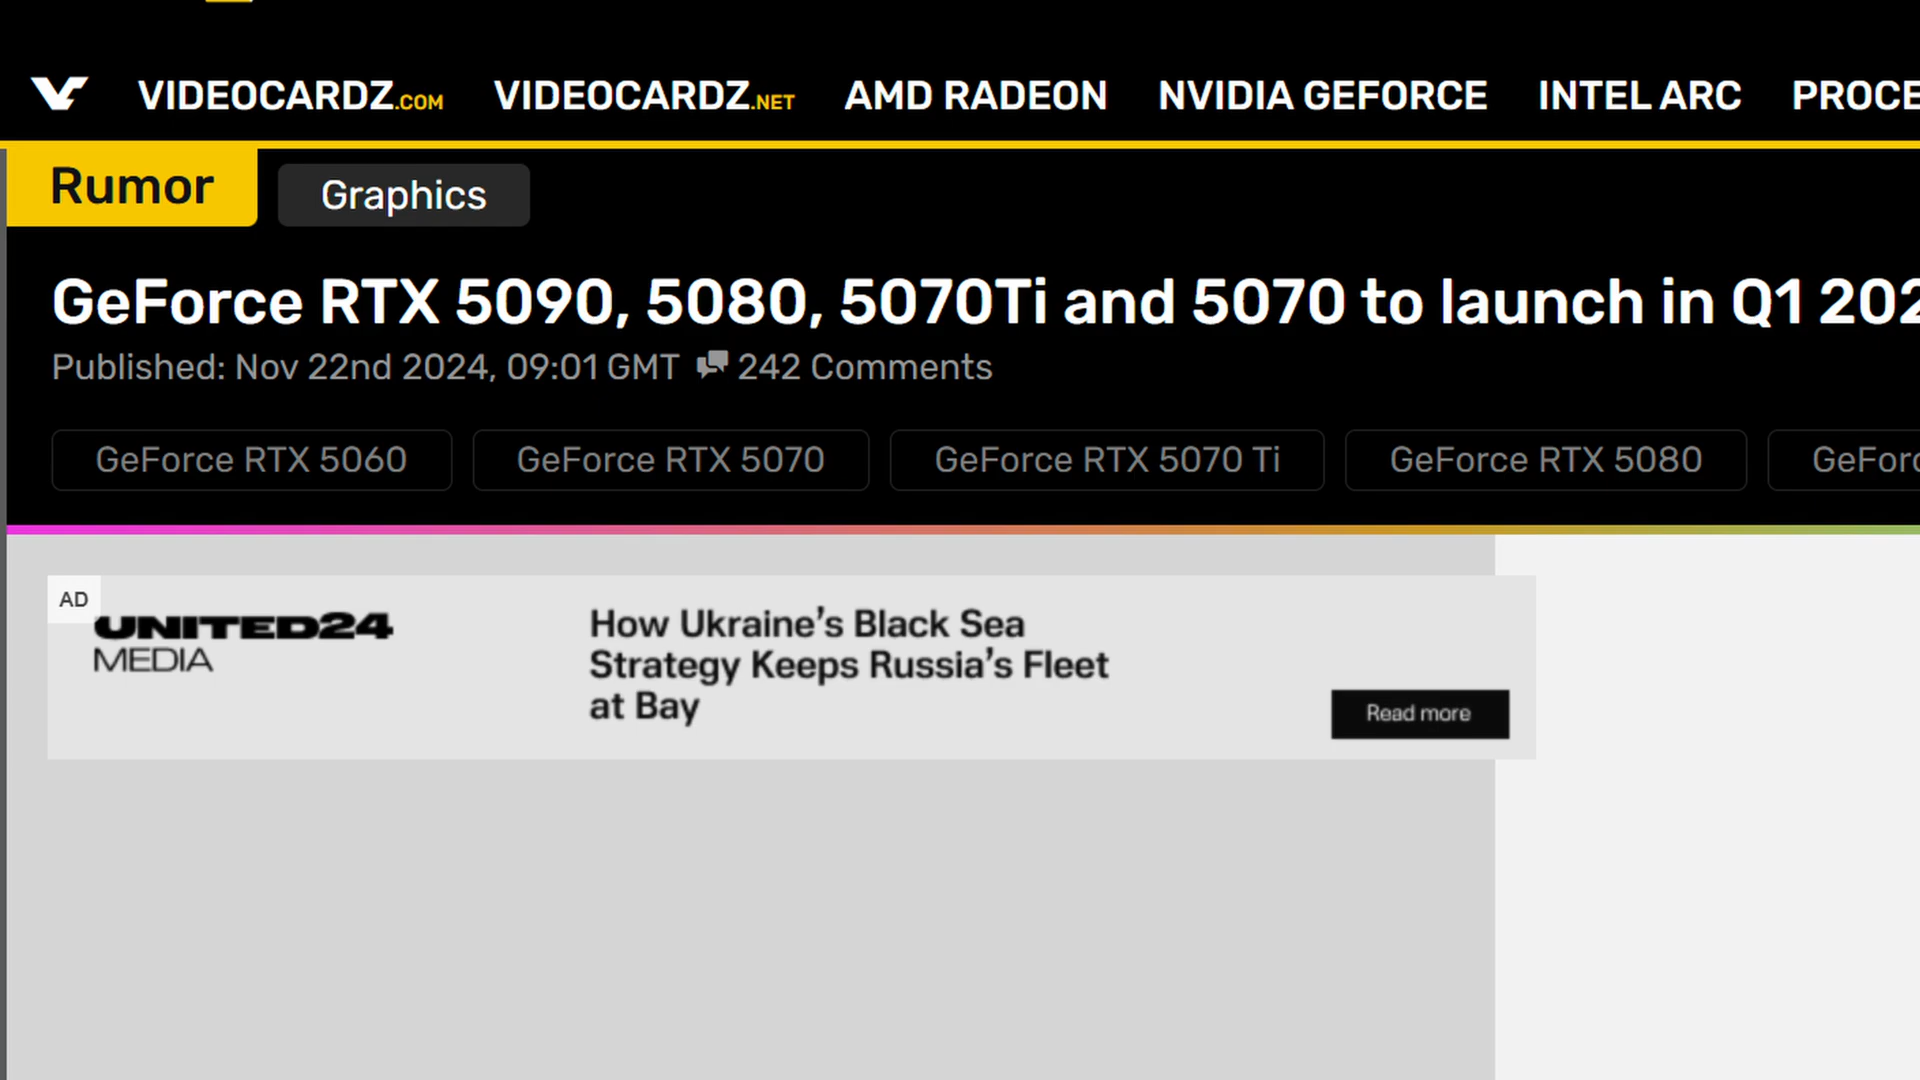 VIDEOCARDZ.COM VIDEOCARDZ.NET AMD RADEON NVIDIA GEFORCE INTEL ARC PROCE
Rumor Graphics
GeForce RTX 5090, 5080, 5070Ti and 5070 to launch in Q1 202
Published: Nov 22nd 2024, 09:01 GMT 242 Comments
GeForce RTX 5060 GeForce RTX 5070 GeForce RTX 5070 Ti GeForce RTX 5080 GeForc
AD
UNITED24
MEDIA
How Ukraine’s Black Sea
Strategy Keeps Russia’s Fleet
at Bay
Read more